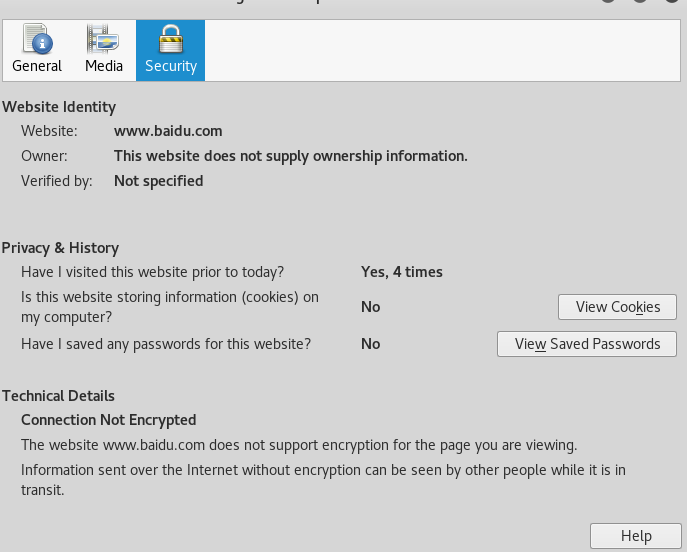 General Media Security
Website Identity
Website: www.baidu.com
Owner: This website does not supply ownership information.
Verified by: Not specified
Privacy & History
Have I visited this website prior to today? Yes, 4 times
Is this website storing information (cookies) on
my computer? No View Cookies
Have I saved any passwords for this website? No View Saved Passwords
Technical Details
Connection Not Encrypted
The website www.baidu.com does not support encryption for the page you are viewing.
Information sent over the Internet without encryption can be seen by other people while it is in
transit.
Help